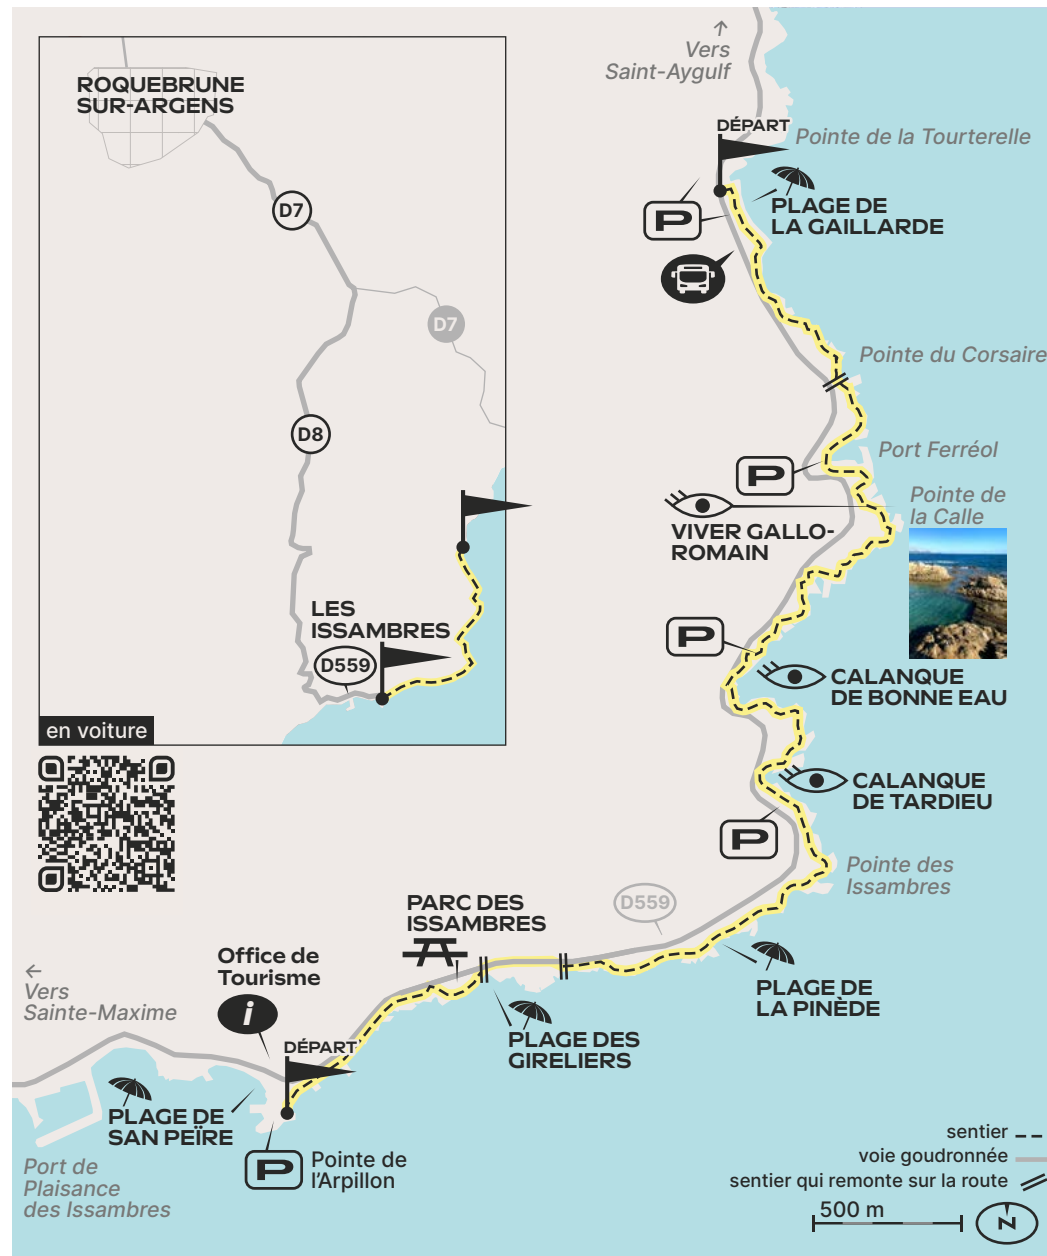 ↑
Vers
Saint-Aygulf
ROQUEBRUNE
SUR-ARGENS
DÉPART
Pointe de la Tourterelle
P
PLAGE DE
LA GAILLARDE
D7
D7
Pointe du Corsaire
D8
Port Ferréol
P
Pointe de
la Calle
VIVER GALLO-
ROMAIN
LES
ISSAMBRES
D559
P
CALANQUE
DE BONNE EAU
en voiture
CALANQUE
DE TARDIEU
P
Pointe des
Issambres
D559
PARC DES
ISSAMBRES
Office de
Tourisme
i
←
Vers
Sainte-Maxime
PLAGE DE
LA PINÈDE
PLAGE DES
GIRELIERS
DÉPART
PLAGE DE
SAN PEÏRE
P
Pointe de
l'Arpillon
Port de
Plaisance
des Issambres
sentier
voie goudronnée
sentier qui remonte sur la route
500 m
N